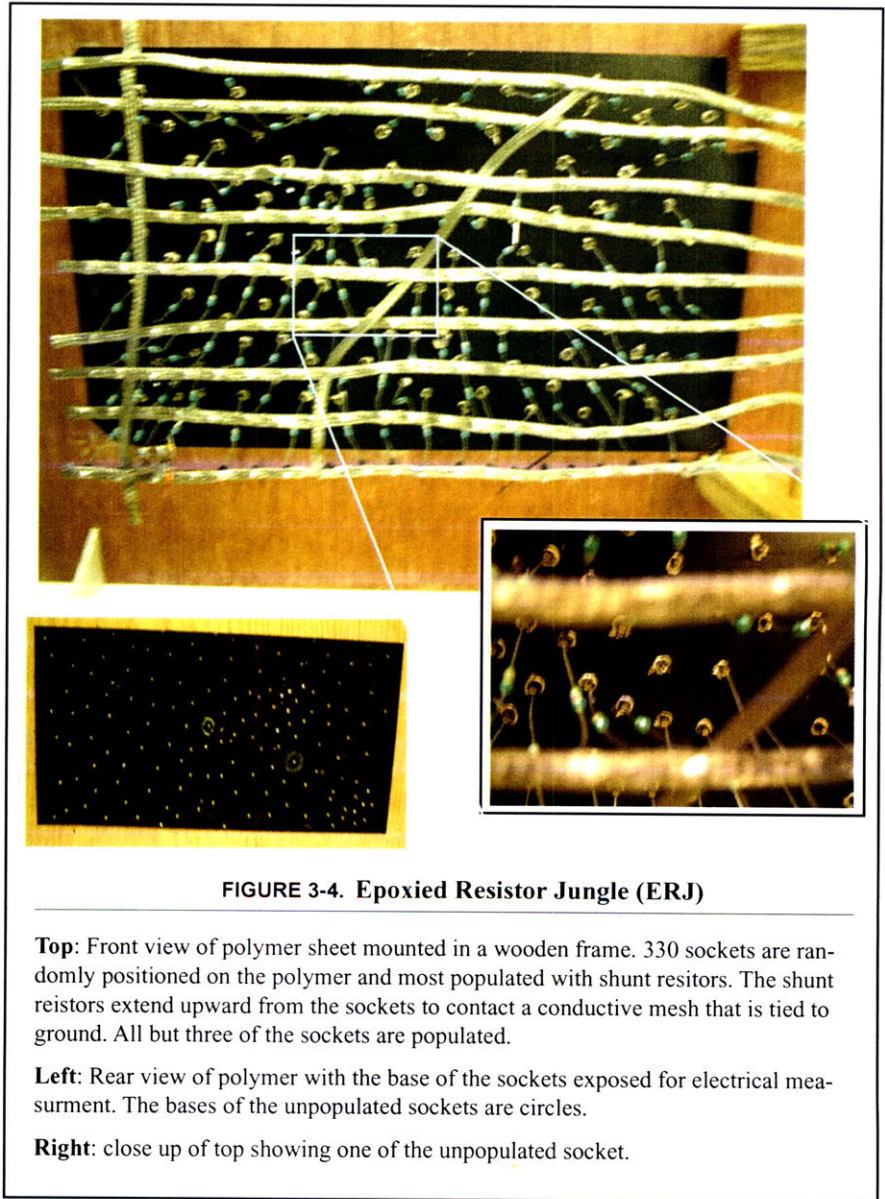 FIGURE 3-4. Epoxied Resistor Jungle (ERJ)
Top: Front view of polymer sheet mounted in a wooden frame. 330 sockets are ran-
domly positioned on the polymer and most populated with shunt resitors. The shunt
reistors extend upward from the sockets to contact a conductive mesh that is tied to
ground. All but three of the sockets are populated.
Left: Rear view of polymer with the base of the sockets exposed for electrical mea-
surment. The bases of the unpopulated sockets are circles.
Right: close up of top showing one of the unpopulated socket.